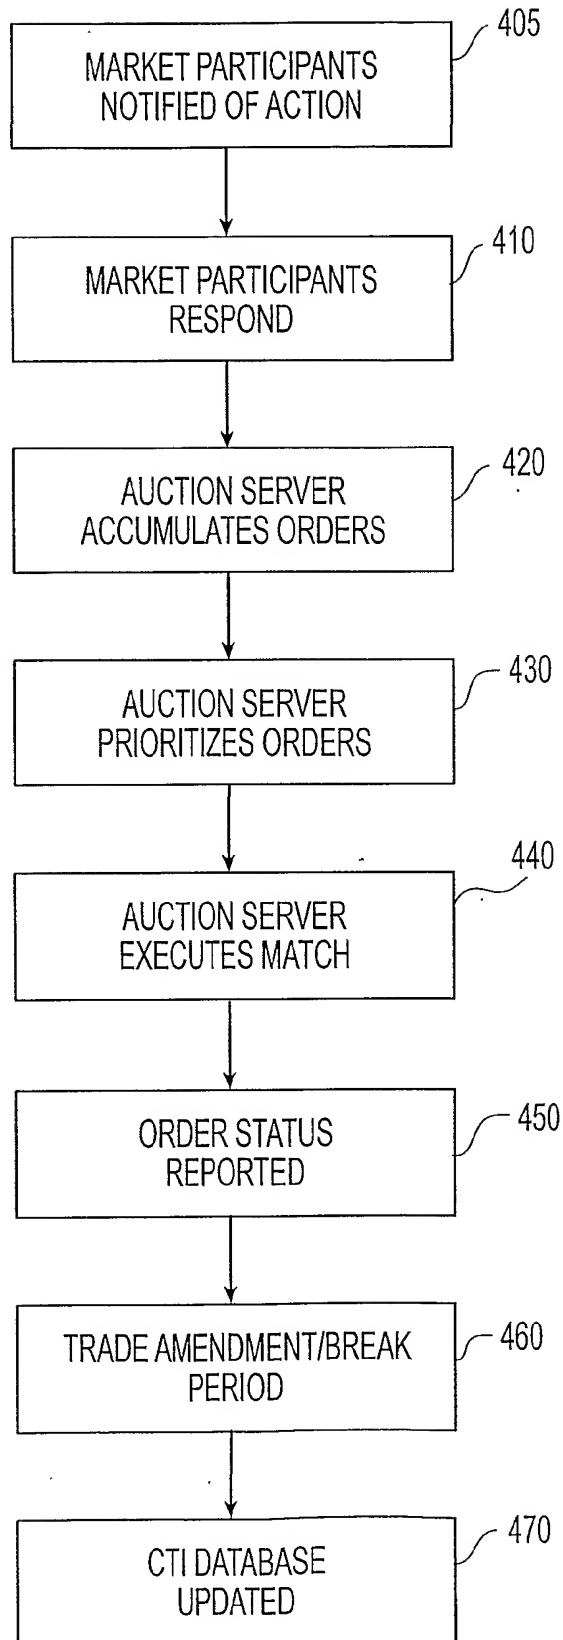 405
MARKET PARTICIPANTS
NOTIFIED OF ACTION
410
MARKET PARTICIPANTS
RESPOND
420
AUCTION SERVER
ACCUMULATES ORDERS
430
AUCTION SERVER
PRIORITIZES ORDERS
440
AUCTION SERVER
EXECUTES MATCH
450
ORDER STATUS
REPORTED
460
TRADE AMENDMENT/BREAK
PERIOD
470
CTI DATABASE
UPDATED